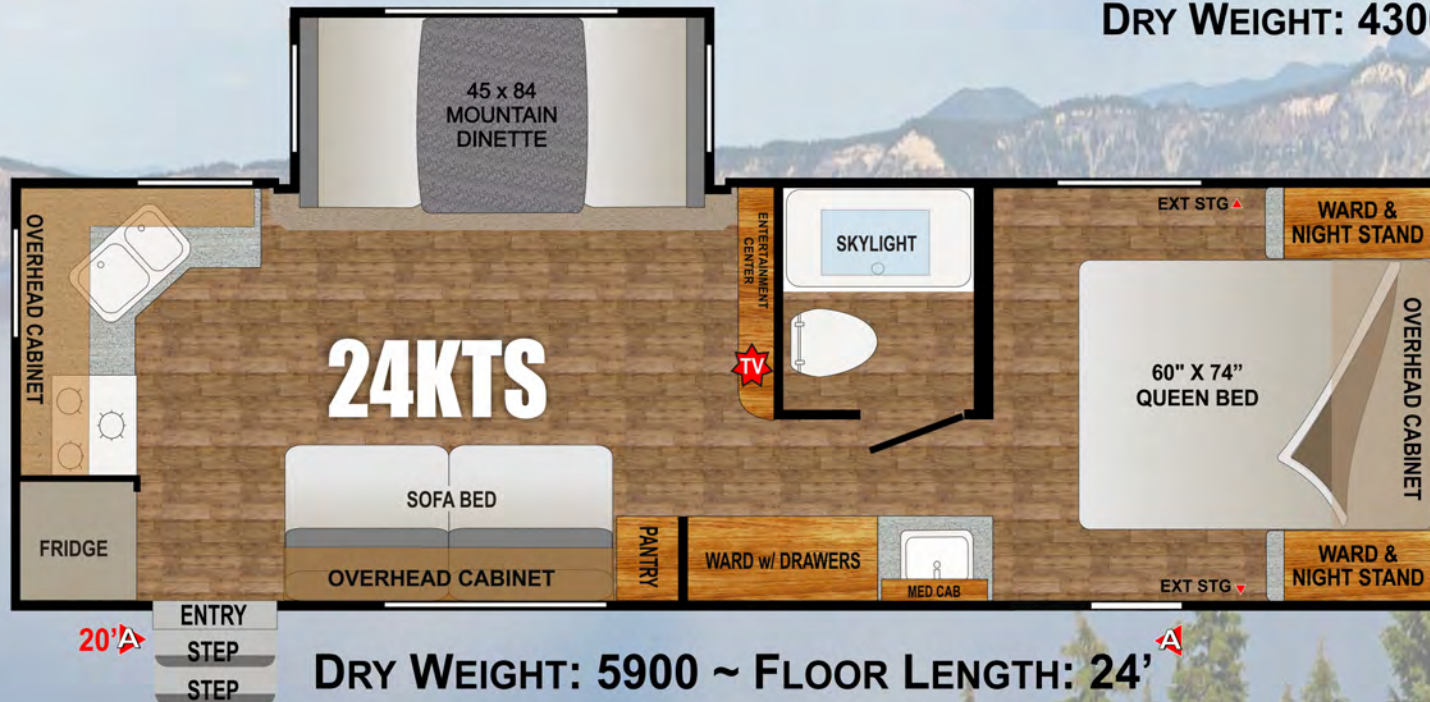 DRY WEIGHT: 430
45 x 84
MOUNTAIN
DINETTE
OVERHEAD CABINET
ENTERTAINMENT
CENTER
SKYLIGHT
EXT STG
WARD &
NIGHT STAND
24KTS
TV
60" X 74”
QUEEN BED
OVERHEAD CABINET
SOFA BED
FRIDGE
OVERHEAD CABINET
PANTRY
WARD w/ DRAWERS
MED CAB
EXT STG
WARD &
NIGHT STAND
20’ A
ENTRY
STEP
STEP
A
DRY WEIGHT: 5900 ~ FLOOR LENGTH: 24’